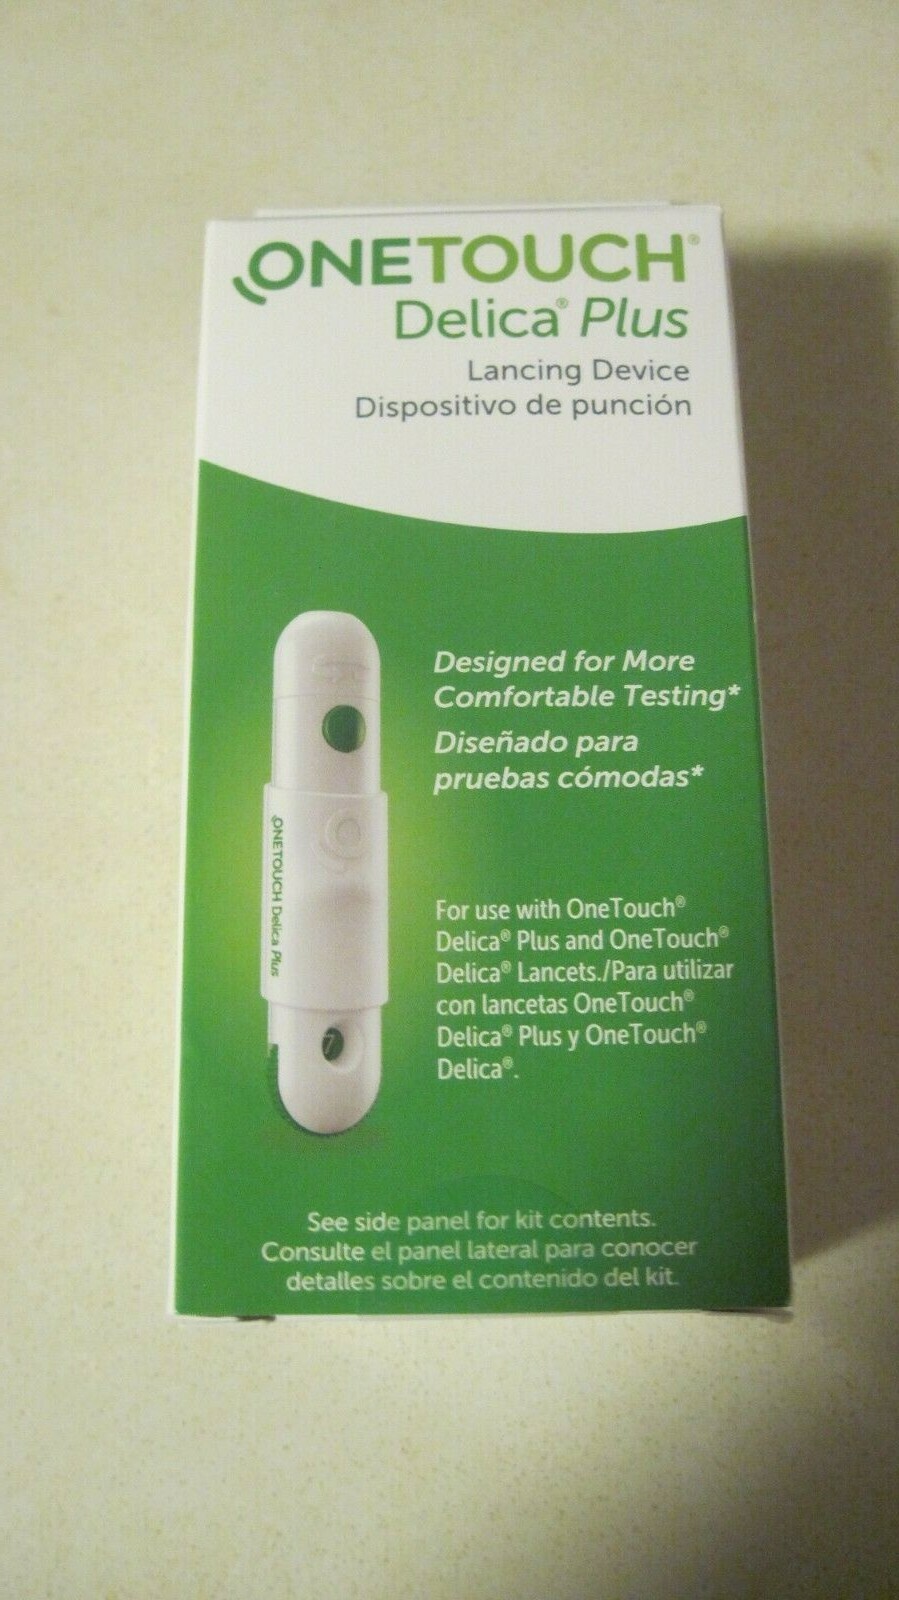 ONETOUCH®
Delica® Plus
Lancing Device
Dispositivo de punción
Designed for More
Comfortable Testing*
Diseñado para
pruebas cómodas*
ONETOUCH Delica Plus
7
For use with OneTouch®
Delica® Plus and OneTouch®
Delica® Lancets./Para utilizar
con lancetas OneTouch®
Delica® Plus y OneTouch®
Delica®.
See side panel for kit contents.
Consulte el panel lateral para conocer
detalles sobre el contenido del kit.